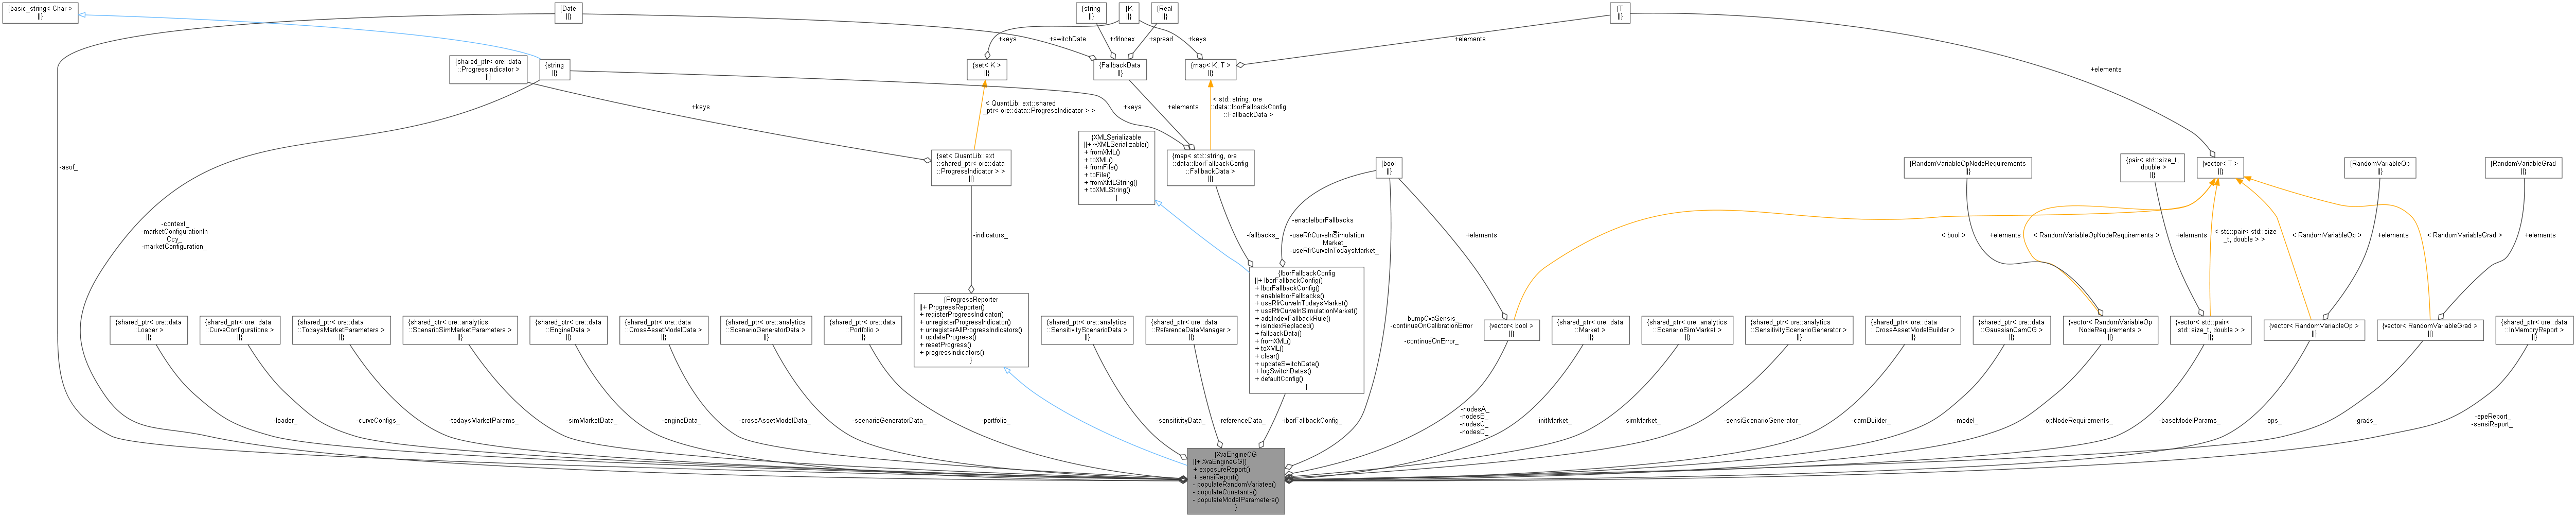 {basic_string< Char >
||}
{Date
||}
{string
||}
{K
||}
{Real
||}
{T
||}
+keys
+switchDate
+rfrIndex
+spread
+keys
+elements
{shared_ptr< ore::data
::ProgressIndicator >
||}
{string
||}
{set< K >
||}
{FallbackData
||}
{map< K, T >
||}
+elements
+keys
< QuantLib::ext::shared
_ptr< ore::data::ProgressIndicator > >
+keys
+elements
< std::string, ore
::data::IborFallbackConfig
::FallbackData >
-asof_
{set< QuantLib::ext
::shared_ptr< ore::data
::ProgressIndicator > >
||}
{XMLSerializable
||+ ~XMLSerializable()
+ fromXML()
+ toXML()
+ fromFile()
+ toFile()
+ fromXMLString()
+ toXMLString()
}
{map< std::string, ore
::data::IborFallbackConfig
::FallbackData >
||}
{bool
||}
{RandomVariableOpNodeRequirements
||}
{pair< std::size_t,
double >
||}
{vector< T >
||}
{RandomVariableOp
||}
{RandomVariableGrad
||}
-context_
-marketConfigurationIn
Ccy_
-marketConfiguration_
-indicators_
-fallbacks_
-enableIborFallbacks
_
-useRfrCurveInSimulation
Market_
-useRfrCurveInTodaysMarket_
+elements
< bool >
+elements
< RandomVariableOpNodeRequirements >
+elements
< std::pair< std::size
_t, double > >
< RandomVariableOp >
+elements
< RandomVariableGrad >
+elements
{shared_ptr< ore::data
::Loader >
||}
{shared_ptr< ore::data
::CurveConfigurations >
||}
{shared_ptr< ore::data
::TodaysMarketParameters >
||}
{shared_ptr< ore::analytics
::ScenarioSimMarketParameters >
||}
{shared_ptr< ore::data
::EngineData >
||}
{shared_ptr< ore::data
::CrossAssetModelData >
||}
{shared_ptr< ore::analytics
::ScenarioGeneratorData >
||}
{shared_ptr< ore::data
::Portfolio >
||}
{ProgressReporter
||+ ProgressReporter()
+ registerProgressIndicator()
+ unregisterProgressIndicator()
+ unregisterAllProgressIndicators()
+ updateProgress()
+ resetProgress()
+ progressIndicators()
}
{shared_ptr< ore::analytics
::SensitivityScenarioData >
||}
{shared_ptr< ore::data
::ReferenceDataManager >
||}
{IborFallbackConfig
||+ IborFallbackConfig()
+ IborFallbackConfig()
+ enableIborFallbacks()
+ useRfrCurveInTodaysMarket()
+ useRfrCurveInSimulationMarket()
+ addIndexFallbackRule()
+ isIndexReplaced()
+ fallbackData()
+ fromXML()
+ toXML()
+ clear()
+ updateSwitchDate()
+ logSwitchDates()
+ defaultConfig()
}
-bumpCvaSensis_
-continueOnCalibrationError
_
-continueOnError_
{vector< bool >
||}
{shared_ptr< ore::data
::Market >
||}
{shared_ptr< ore::analytics
::ScenarioSimMarket >
||}
{shared_ptr< ore::analytics
::SensitivityScenarioGenerator >
||}
{shared_ptr< ore::data
::CrossAssetModelBuilder >
||}
{shared_ptr< ore::data
::GaussianCamCG >
||}
{vector< RandomVariableOp
NodeRequirements >
||}
{vector< std::pair<
std::size_t, double > >
||}
{vector< RandomVariableOp >
||}
{vector< RandomVariableGrad >
||}
{shared_ptr< ore::data
::InMemoryReport >
||}
-loader_
-curveConfigs_
-todaysMarketParams_
-simMarketData_
-engineData_
-crossAssetModelData_
-scenarioGeneratorData_
-portfolio_
-sensitivityData_
-referenceData_
-iborFallbackConfig_
-nodesA_
-nodesB_
-nodesC_
-nodesD_
-initMarket_
-simMarket_
-sensiScenarioGenerator_
-camBuilder_
-model_
-opNodeRequirements_
-baseModelParams_
-ops_
-grads_
-epeReport_
-sensiReport_
{XvaEngineCG
||+ XvaEngineCG()
+ exposureReport()
+ sensiReport()
- populateRandomVariates()
- populateConstants()
- populateModelParameters()
}